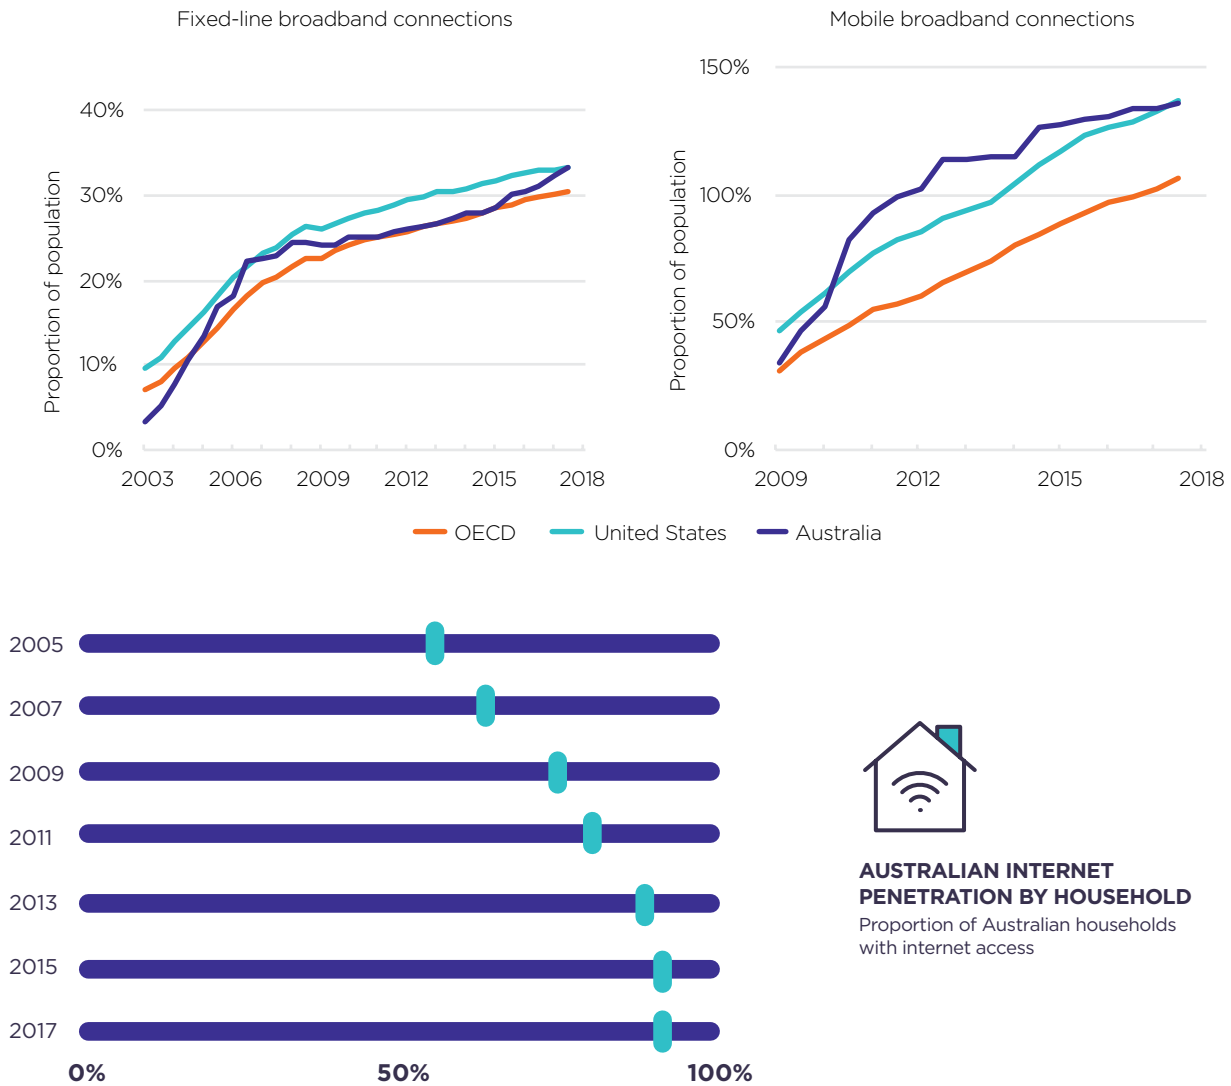 Fixed-line broadband connections
Proportion of population
40%
30%
20%
10%
0%
2003 2006 2009 2012 2015 2018
Mobile broadband connections
Proportion of population
150%
100%
50%
0%
2009 2012 2015 2018
OECD United States Australia
2005
2007
2009
2011
2013
2015
2017
0% 50% 100%
AUSTRALIAN INTERNET
PENETRATION BY HOUSEHOLD
Proportion of Australian households
with internet access